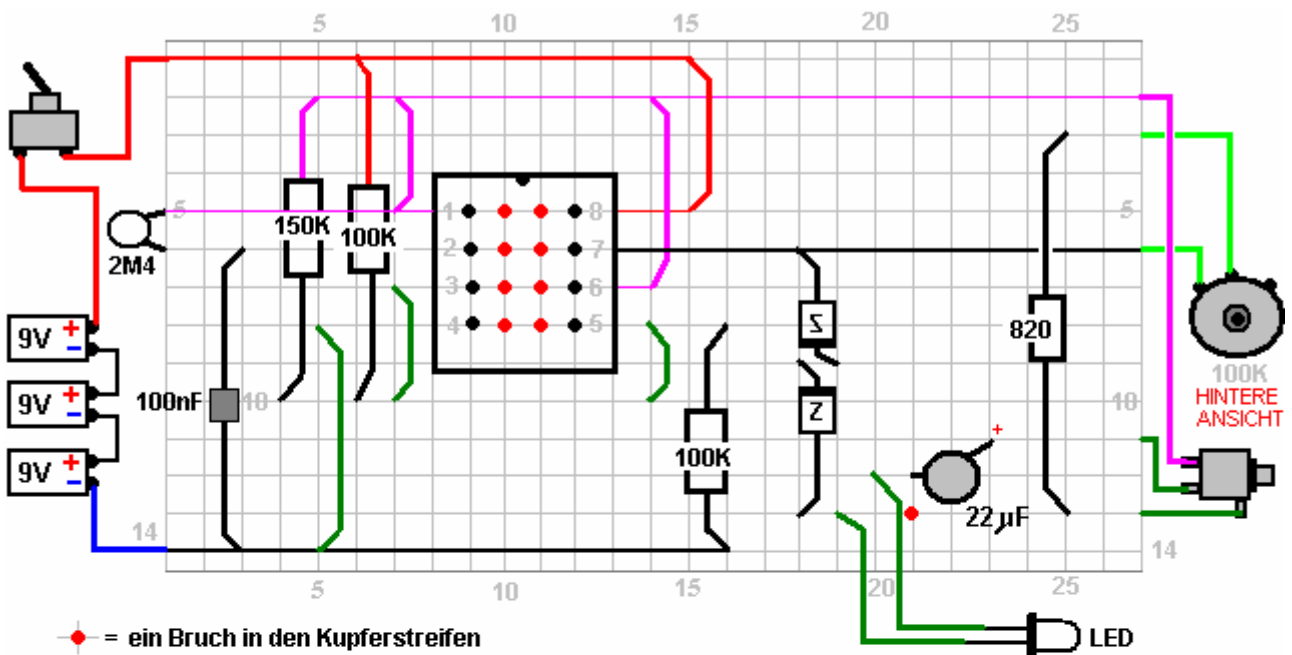 5 10 15 20 25
5
1 8
150K
100K
2M4
2 7
3 6
4 5
9V + -
9V + -
9V + -
100nF
10
Z
Z
820
5
100K
HINTERE
ANSICHT
10
100K
+
22 µF
14
14
5 10 15 20 25
= ein Bruch in den Kupferstreifen
LED